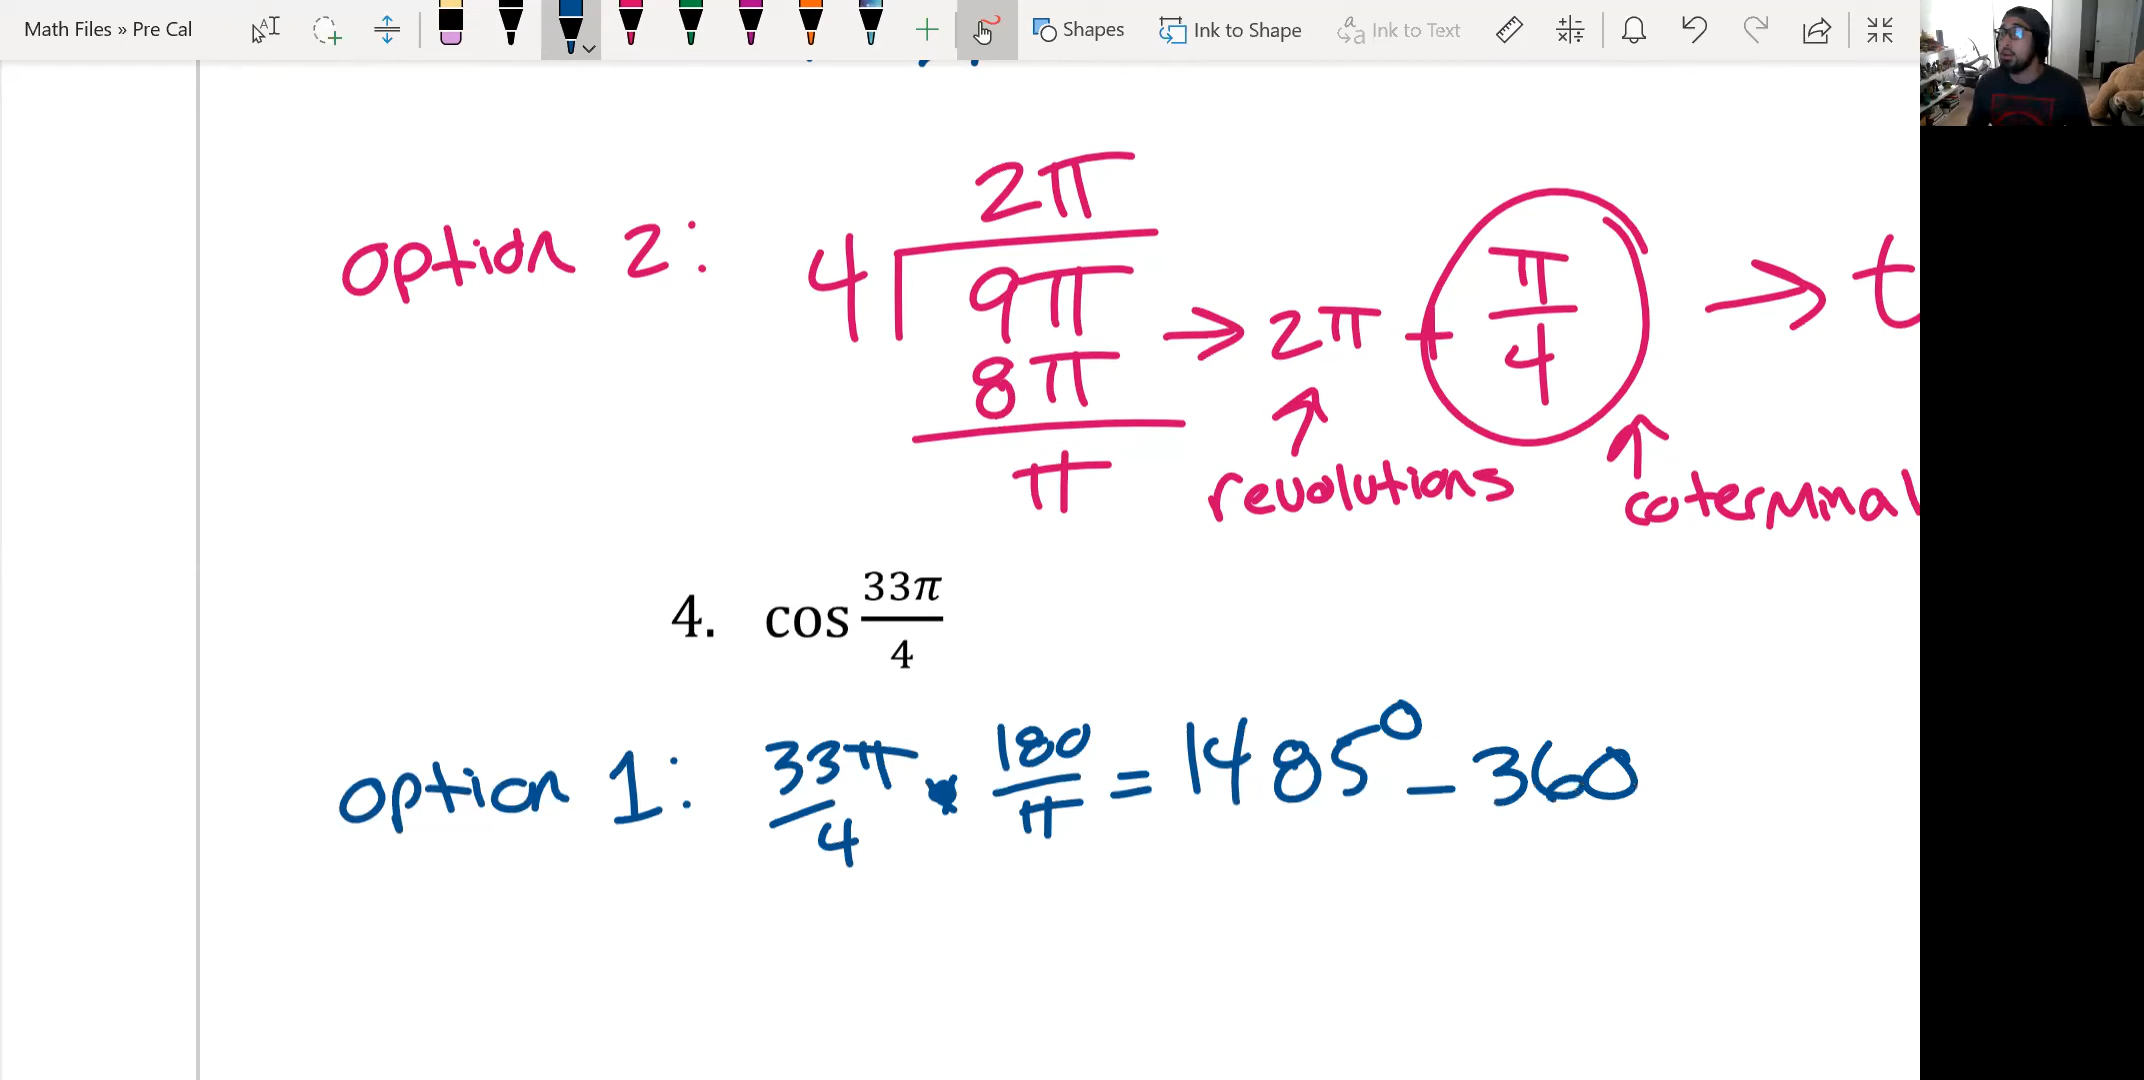 Math Files » Pre Cal Shapes Ink to Shape Ink to Text
option 2: 4 2π
9π → 2π + π/4 → t
8π
π
revolutions coterminal
4. cos 33π/4
option 1: 33π/4 · 180/π = 1485° - 360